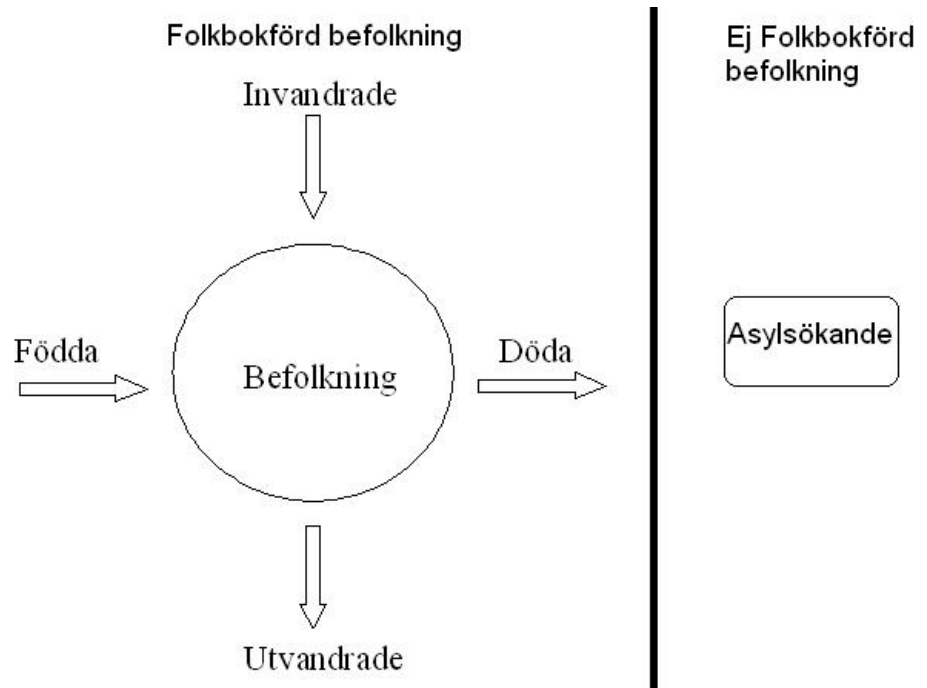 Folkbokförd befolkning
Invandrade
Födda
Befolkning
Döda
Utvandrade
Ej Folkbokförd
befolkning
Asylsökande